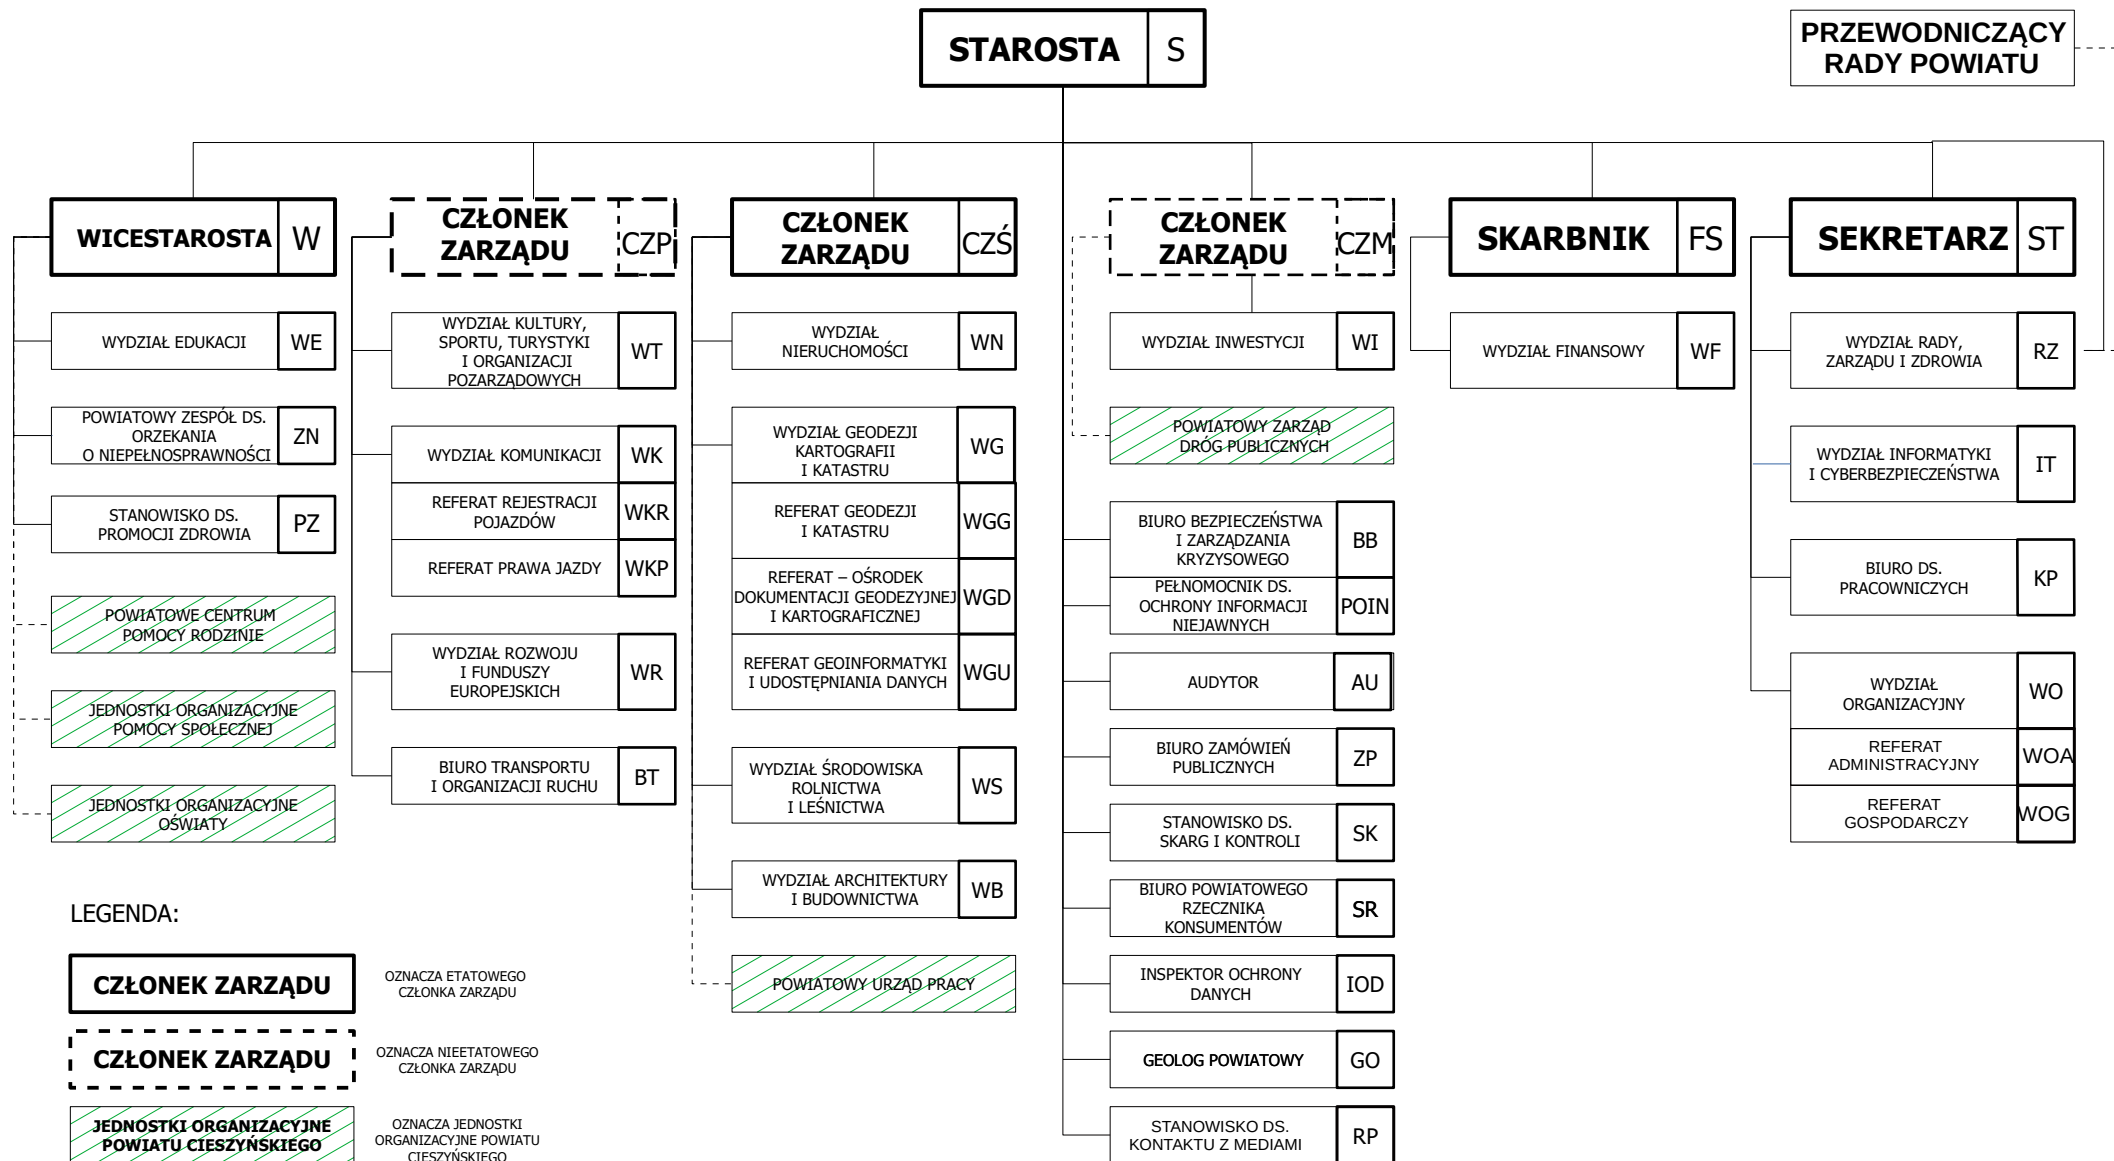 STAROSTA
S
PRZEWODNICZĄCY
RADY POWIATU
WICESTAROSTA
W
WYDZIAŁ EDUKACJI
WE
POWIATOWY ZESPÓŁ DS.
ORZEKANIA
O NIEPEŁNOSPRAWNOŚCI
ZN
STANOWISKO DS.
PROMOCJI ZDROWIA
PZ
POWIATOWE CENTRUM
POMOCY RODZINIE
JEDNOSTKI ORGANIZACYJNE
POMOCY SPOŁECZNEJ
JEDNOSTKI ORGANIZACYJNE
OŚWIATY
CZŁONEK
ZARZĄDU
CZP
WYDZIAŁ KULTURY,
SPORTU, TURYSTYKI
I ORGANIZACJI
POZARZĄDOWYCH
WT
WYDZIAŁ KOMUNIKACJI
WK
REFERAT REJESTRACJI
POJAZDÓW
WKR
REFERAT PRAWA JAZDY
WKP
WYDZIAŁ ROZWOJU
I FUNDUSZY
EUROPEJSKICH
WR
BIURO TRANSPORTU
I ORGANIZACJI RUCHU
BT
CZŁONEK
ZARZĄDU
CZŚ
WYDZIAŁ
NIERUCHOMOŚCI
WN
WYDZIAŁ GEODEZJI
KARTOGRAFII
I KATASTRU
WG
REFERAT GEODEZJI
I KATASTRU
WGG
REFERAT – OŚRODEK
DOKUMENTACJI GEODEZYJNEJ
I KARTOGRAFICZNEJ
WGD
REFERAT GEOINFORMATYKI
I UDOSTĘPNIANIA DANYCH
WGU
WYDZIAŁ ŚRODOWISKA
ROLNICTWA
I LEŚNICTWA
WS
WYDZIAŁ ARCHITEKTURY
I BUDOWNICTWA
WB
POWIATOWY URZĄD PRACY
CZŁONEK
ZARZĄDU
CZM
WYDZIAŁ INWESTYCJI
WI
POWIATOWY ZARZĄD
DRÓG PUBLICZNYCH
BIURO BEZPIECZEŃSTWA
I ZARZĄDZANIA
KRYZYSOWEGO
BB
PEŁNOMOCNIK DS.
OCHRONY INFORMACJI
NIEJAWNYCH
POIN
AUDYTOR
AU
BIURO ZAMÓWIEŃ
PUBLICZNYCH
ZP
STANOWISKO DS.
SKARG I KONTROLI
SK
BIURO POWIATOWEGO
RZECZNIKA
KONSUMENTÓW
SR
INSPEKTOR OCHRONY
DANYCH
IOD
GEOLOG POWIATOWY
GO
STANOWISKO DS.
KONTAKTU Z MEDIAMI
RP
SKARBNIK
FS
WYDZIAŁ FINANSOWY
WF
SEKRETARZ
ST
WYDZIAŁ RADY,
ZARZĄDU I ZDROWIA
RZ
WYDZIAŁ INFORMATYKI
I CYBERBEZPIECZEŃSTWA
IT
BIURO DS.
PRACOWNICZYCH
KP
WYDZIAŁ
ORGANIZACYJNY
WO
REFERAT
ADMINISTRACYJNY
WOA
REFERAT
GOSPODARCZY
WOG
LEGENDA:
CZŁONEK ZARZĄDU
OZNACZA ETATOWEGO
CZŁONKA ZARZĄDU
CZŁONEK ZARZĄDU
OZNACZA NIEETATOWEGO
CZŁONKA ZARZĄDU
JEDNOSTKI ORGANIZACYJNE
POWIATU CIESZYŃSKIEGO
OZNACZA JEDNOSTKI
ORGANIZACYJNE POWIATU
CIESZYŃSKIEGO